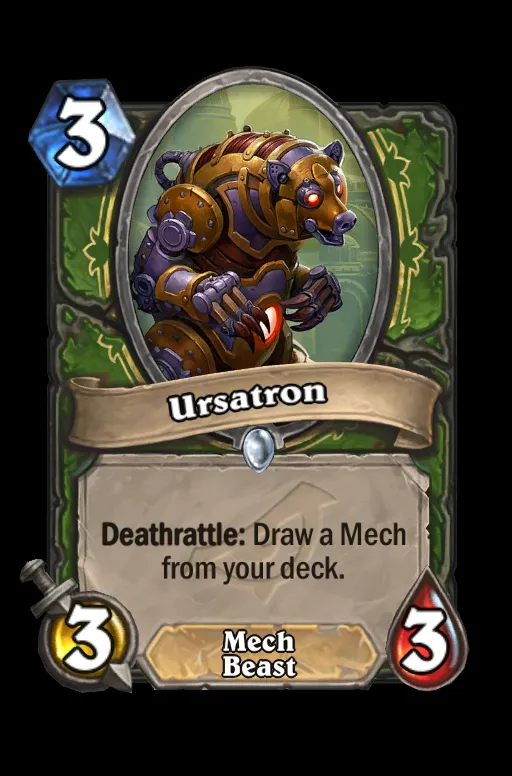 3
Ursatron
Deathrattle: Draw a Mech
from your deck.
3
Mech
Beast
3